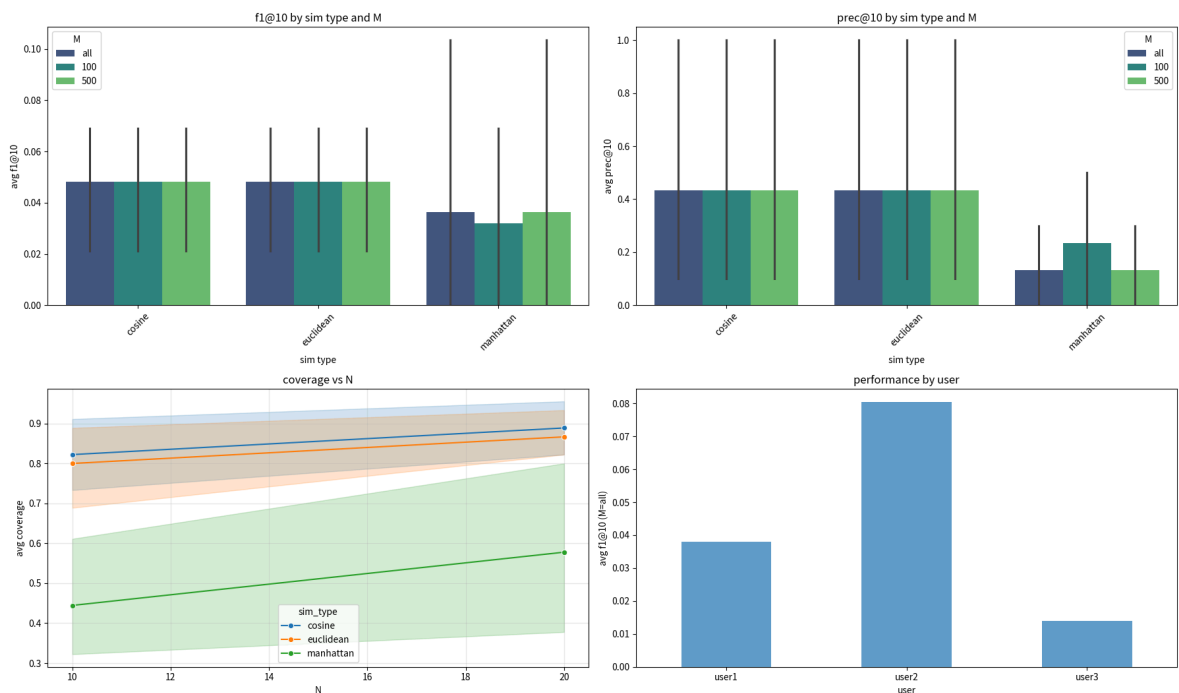 f1@10 by sim type and M
avg f1@10
0.10
0.08
0.06
0.04
0.02
0.00
M
all
100
500
cosine
euclidean
manhattan
sim type
prec@10 by sim type and M
avg prec@10
1.0
0.8
0.6
0.4
0.2
0.0
M
all
100
500
cosine
euclidean
manhattan
sim type
coverage vs N
avg coverage
0.9
0.8
0.7
0.6
0.5
0.4
0.3
sim_type
cosine
euclidean
manhattan
10 12 14 16 18 20
N
performance by user
avg f1@10 (M=all)
0.08
0.07
0.06
0.05
0.04
0.03
0.02
0.01
0.00
user1 user2 user3
user